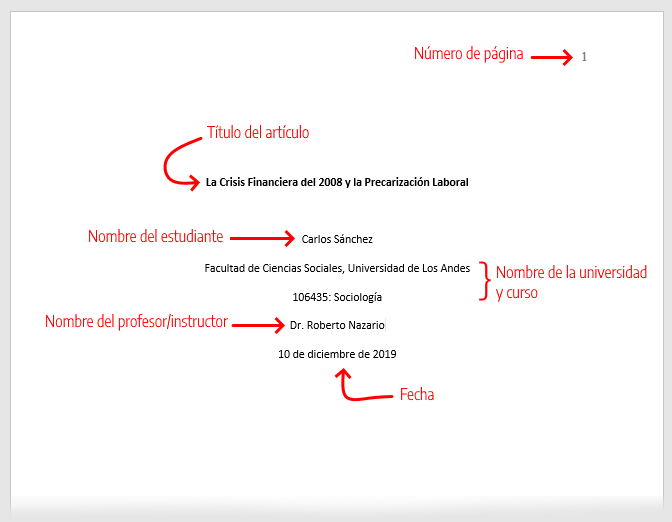 Número de página
1
Título del artículo
La Crisis Financiera del 2008 y la Precarización Laboral
Nombre del estudiante
Carlos Sánchez
Facultad de Ciencias Sociales, Universidad de Los Andes
Nombre de la universidad
y curso
106435: Sociología
Nombre del profesor/instructor
Dr. Roberto Nazario
10 de diciembre de 2019
Fecha